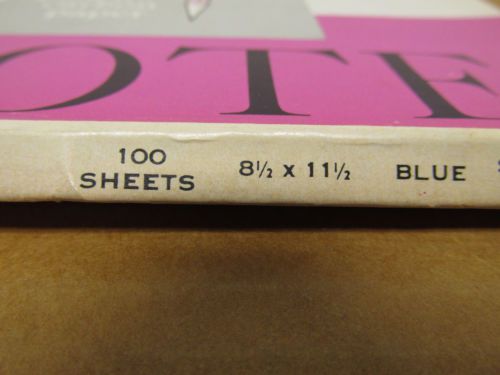 OTE
100
SHEETS
8½ x 11½
BLUE